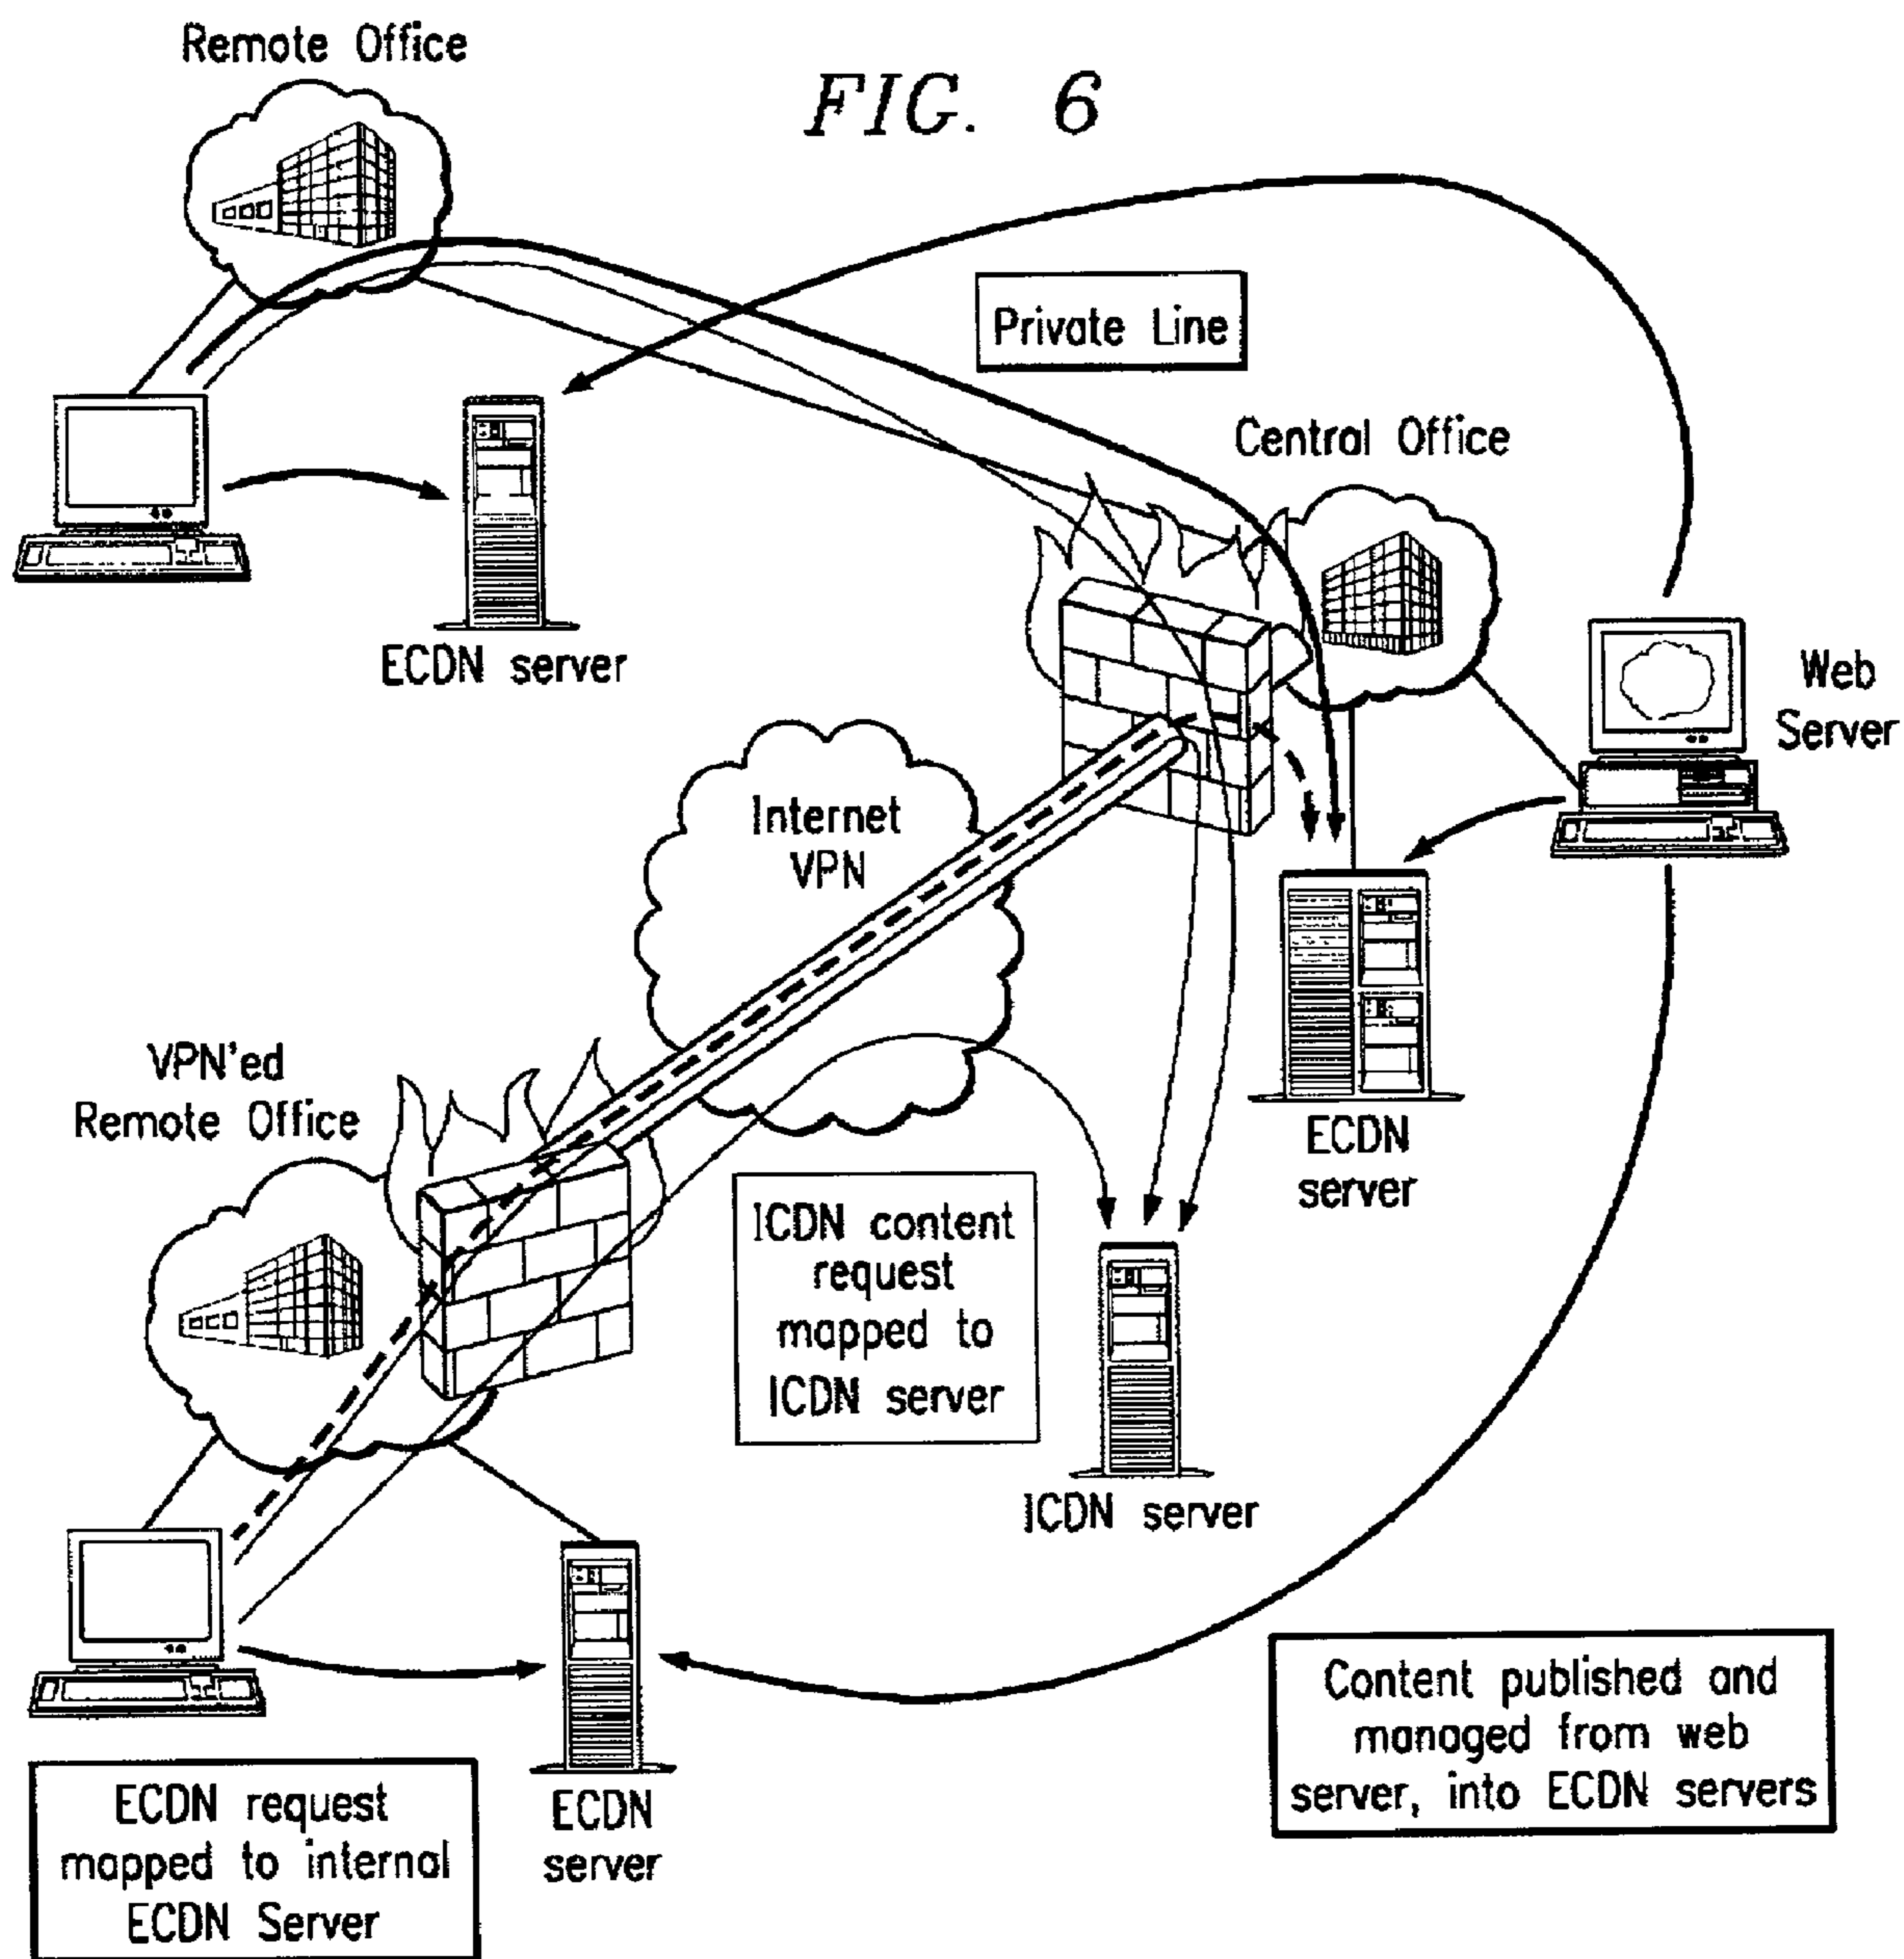 Remote Office
FIG. 6
Private Line
Central Office
ECDN server
Web
Server
Internet
VPN
VPN'ed
Remote Office
ECDN
server
ICDN content
request
mapped to
ICDN server
ICDN server
Content published and
managed from web
server, into ECDN servers
ECDN request
mapped to internal
ECDN Server
ECDN
server